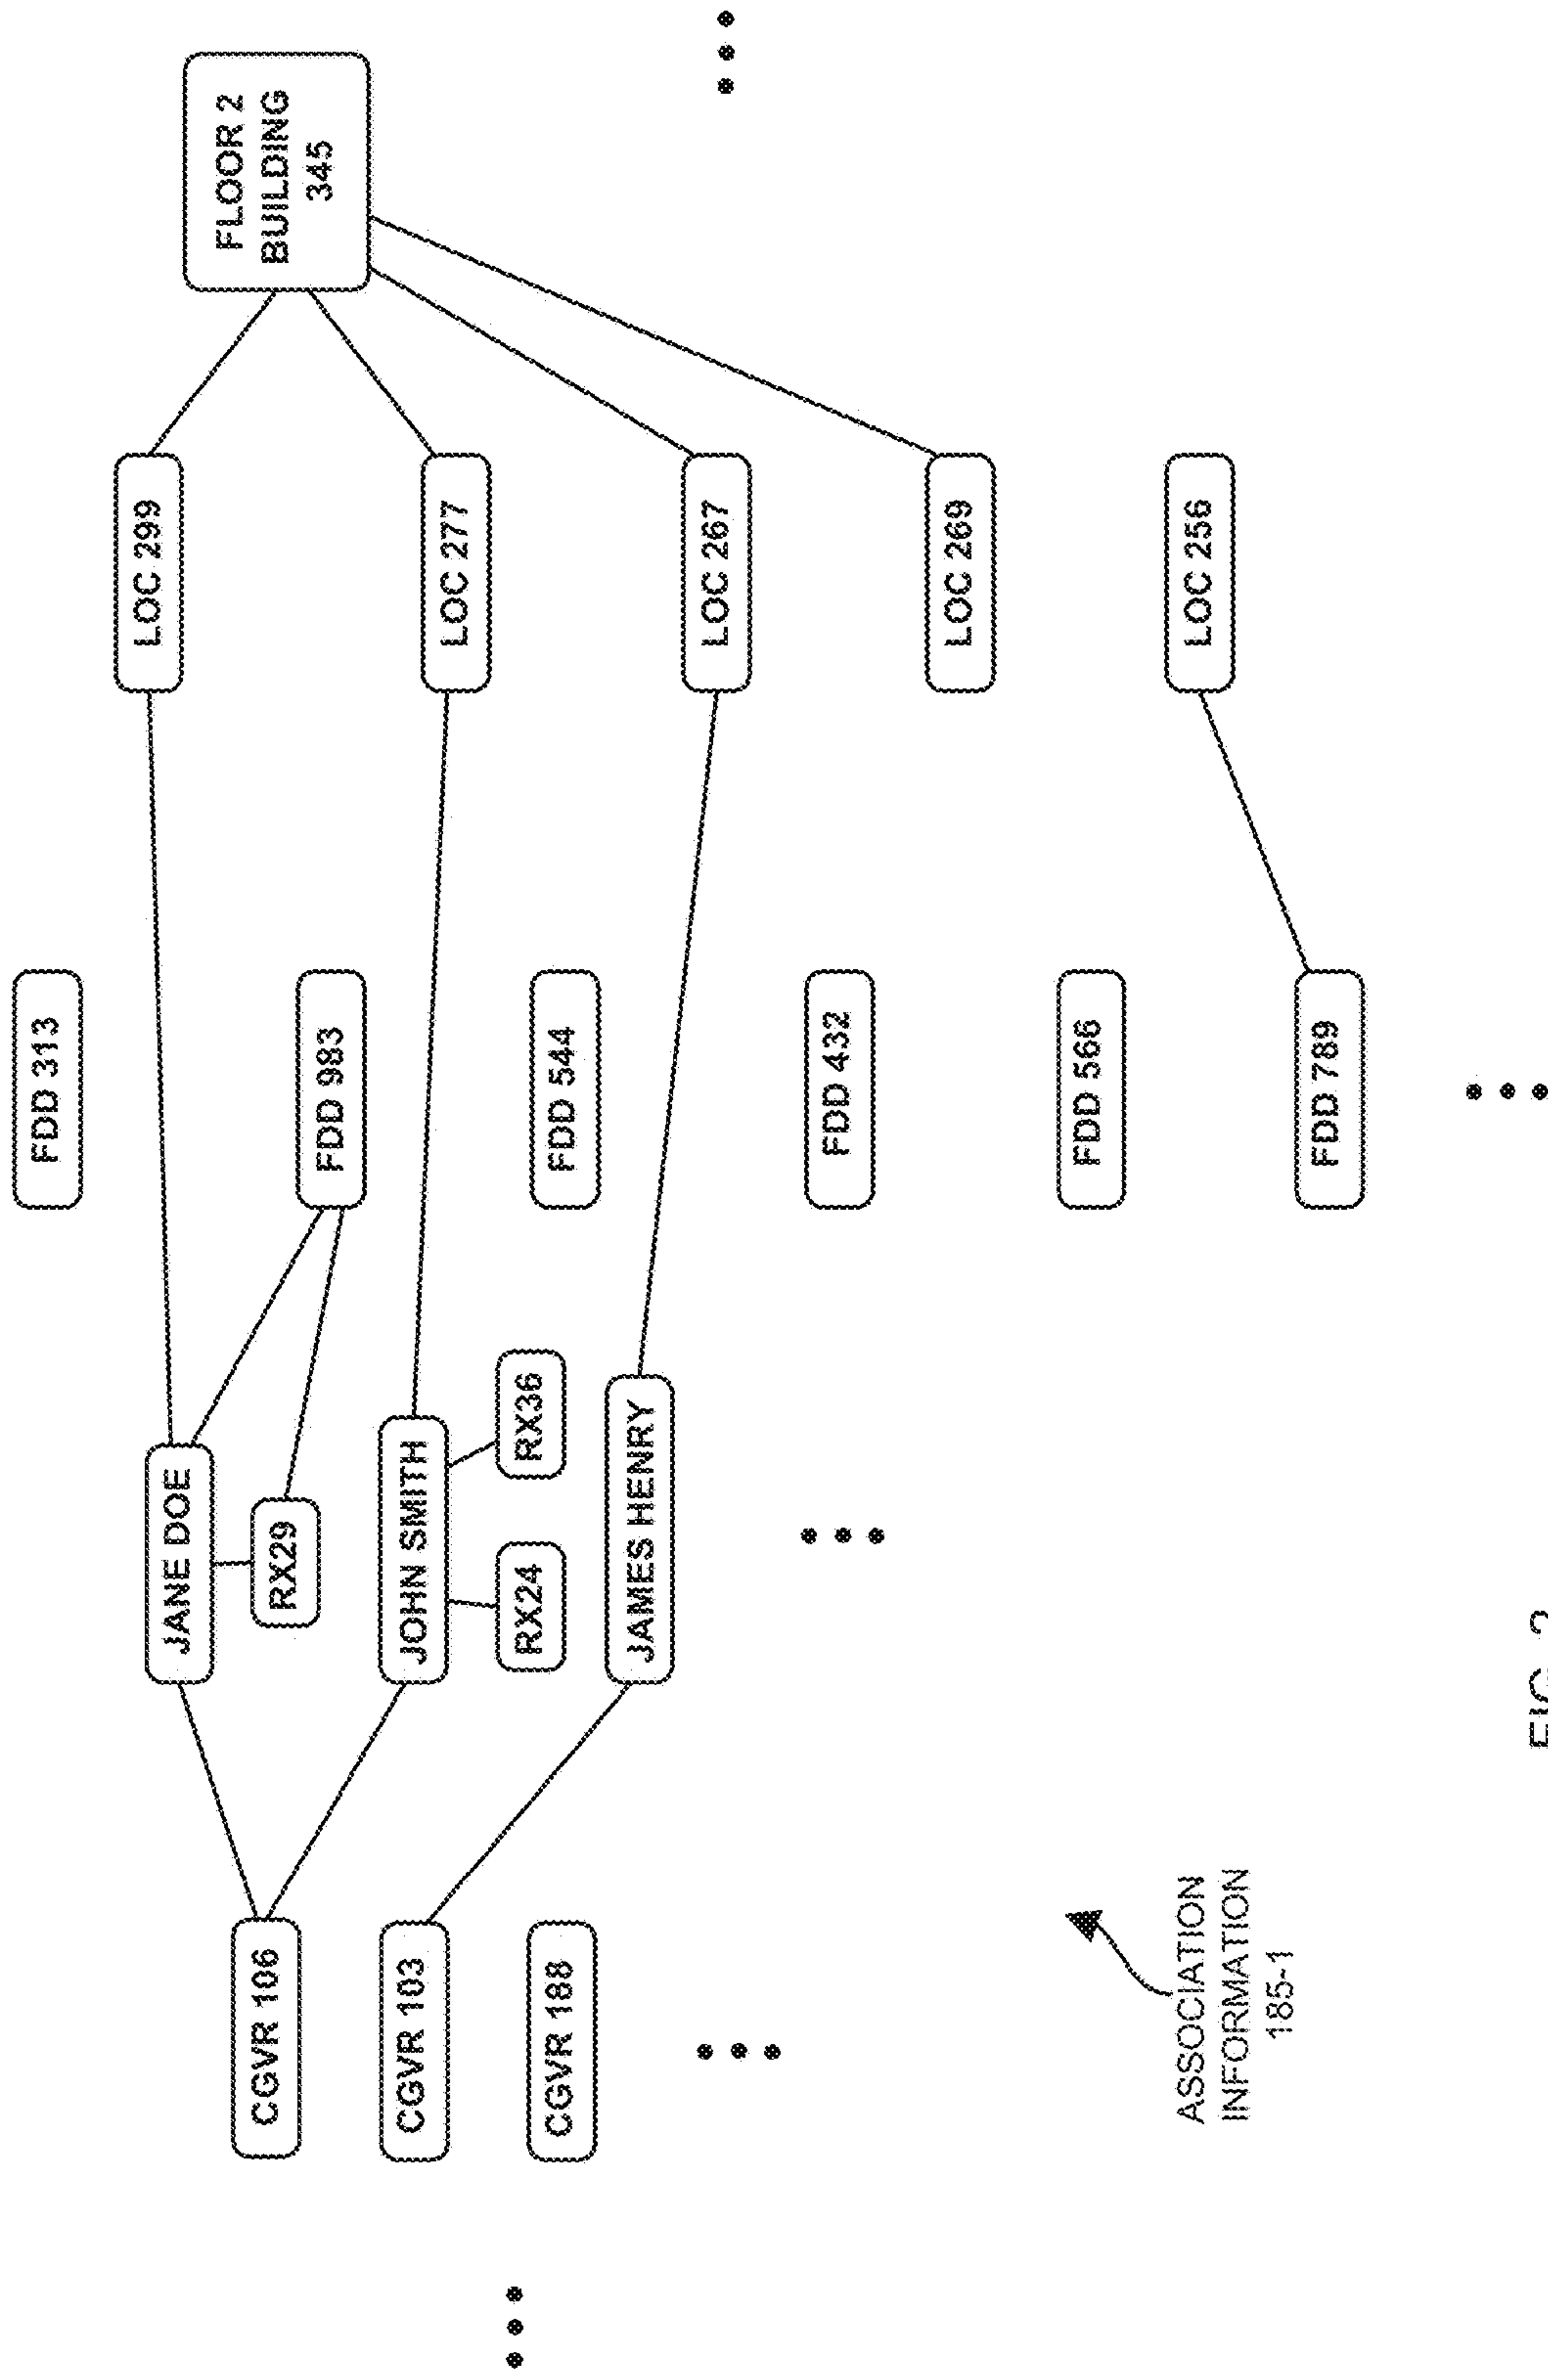 FDD 313
LOC 299
JANE DOE
FLOOR 2
BUILDING
345
CGVR 106
RX29
FDD 983
CGVR 103
JOHN SMITH
LOC 277
RX24
RX36
FDD 544
CGVR 188
JAMES HENRY
LOC 267
FDD 432
LOC 269
FDD 566
LOC 256
FDD 789
ASSOCIATION
INFORMATION
185-1